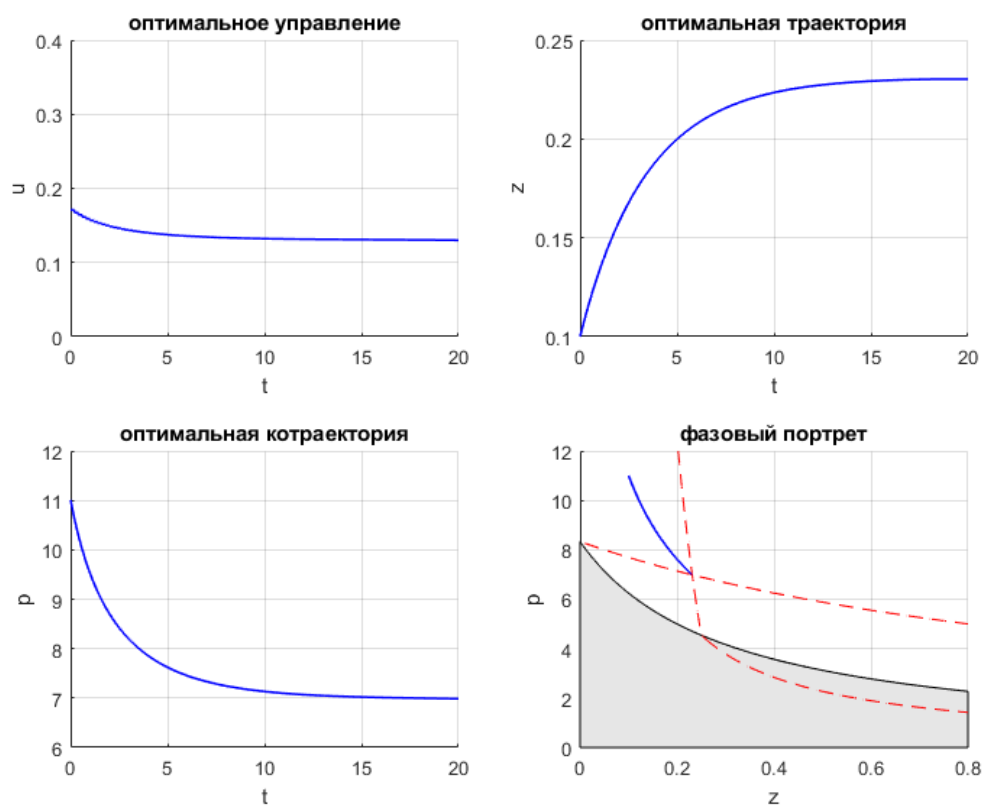 оптимальное управление
0.4
0.3
0.2
0.1
0
u
0 5 10 15 20
t
оптимальная траектория
0.25
0.2
0.15
0.1
z
0 5 10 15 20
t
оптимальная котраектория
12
11
10
9
8
7
6
p
0 5 10 15 20
t
фазовый портрет
12
10
8
6
4
2
0
p
0 0.2 0.4 0.6 0.8
z